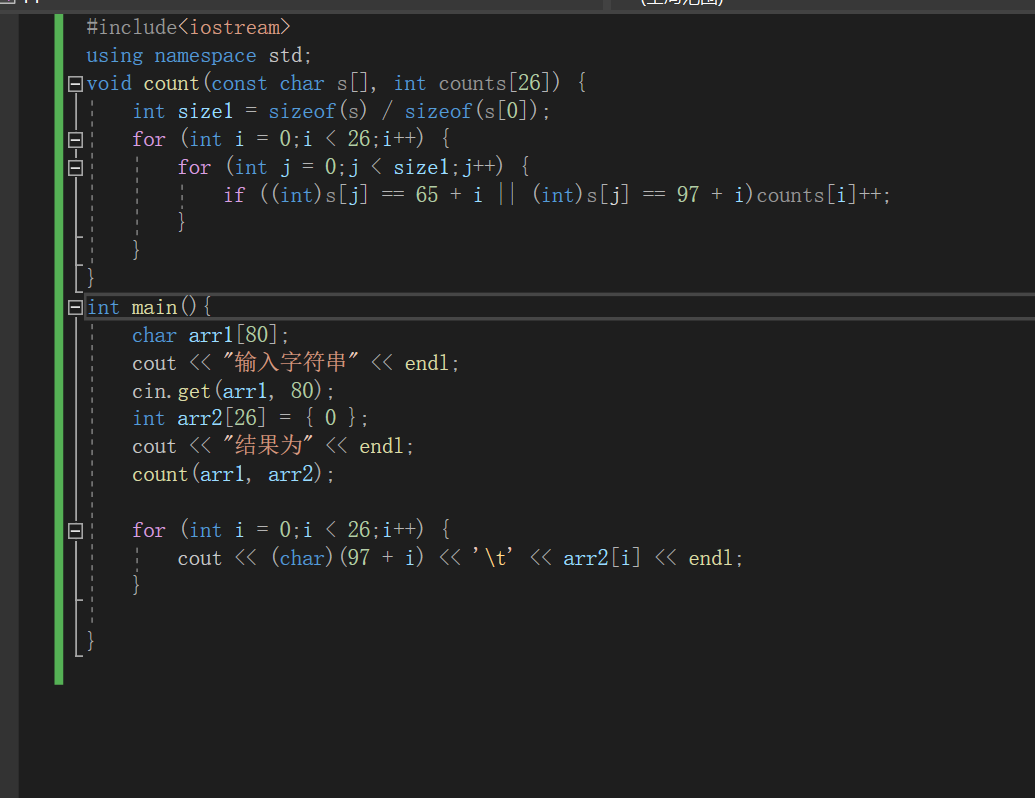 #include<iostream>
using namespace std;
void count(const char s[], int counts[26]) {
int size1 = sizeof(s) / sizeof(s[0]);
for (int i = 0;i < 26;i++) {
for (int j = 0;j < size1;j++) {
if ((int)s[j] == 65 + i || (int)s[j] == 97 + i)counts[i]++;
}
}
}
int main(){
char arr1[80];
cout << "输入字符串" << endl;
cin.get(arr1, 80);
int arr2[26] = { 0 };
cout << "结果为" << endl;
count(arr1, arr2);
for (int i = 0;i < 26;i++) {
cout << (char)(97 + i) << '\t' << arr2[i] << endl;
}
}